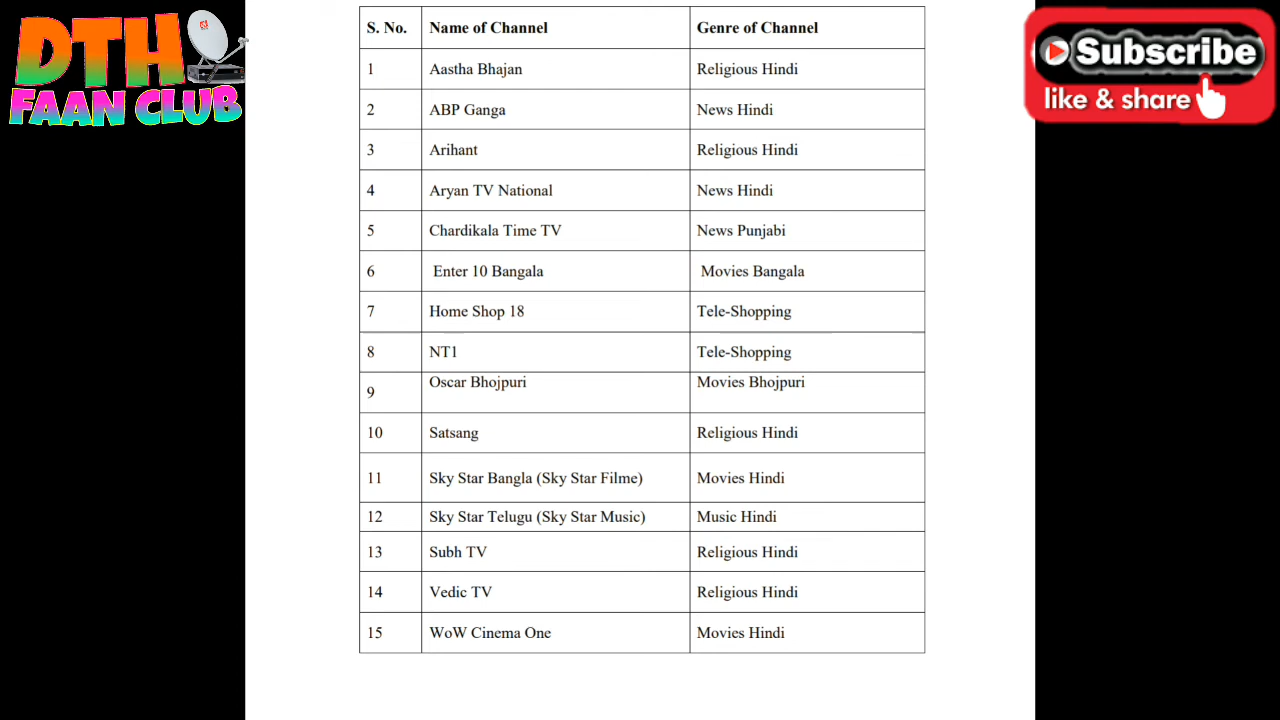 DTH
FAAN CLUB
Subscribe
like & share
S. No. Name of Channel Genre of Channel
1 Aastha Bhajan Religious Hindi
2 ABP Ganga News Hindi
3 Arihant Religious Hindi
4 Aryan TV National News Hindi
5 Chardikala Time TV News Punjabi
6 Enter 10 Bangala Movies Bangala
7 Home Shop 18 Tele-Shopping
8 NT1 Tele-Shopping
9 Oscar Bhojpuri Movies Bhojpuri
10 Satsang Religious Hindi
11 Sky Star Bangla (Sky Star Filme) Movies Hindi
12 Sky Star Telugu (Sky Star Music) Music Hindi
13 Subh TV Religious Hindi
14 Vedic TV Religious Hindi
15 WoW Cinema One Movies Hindi